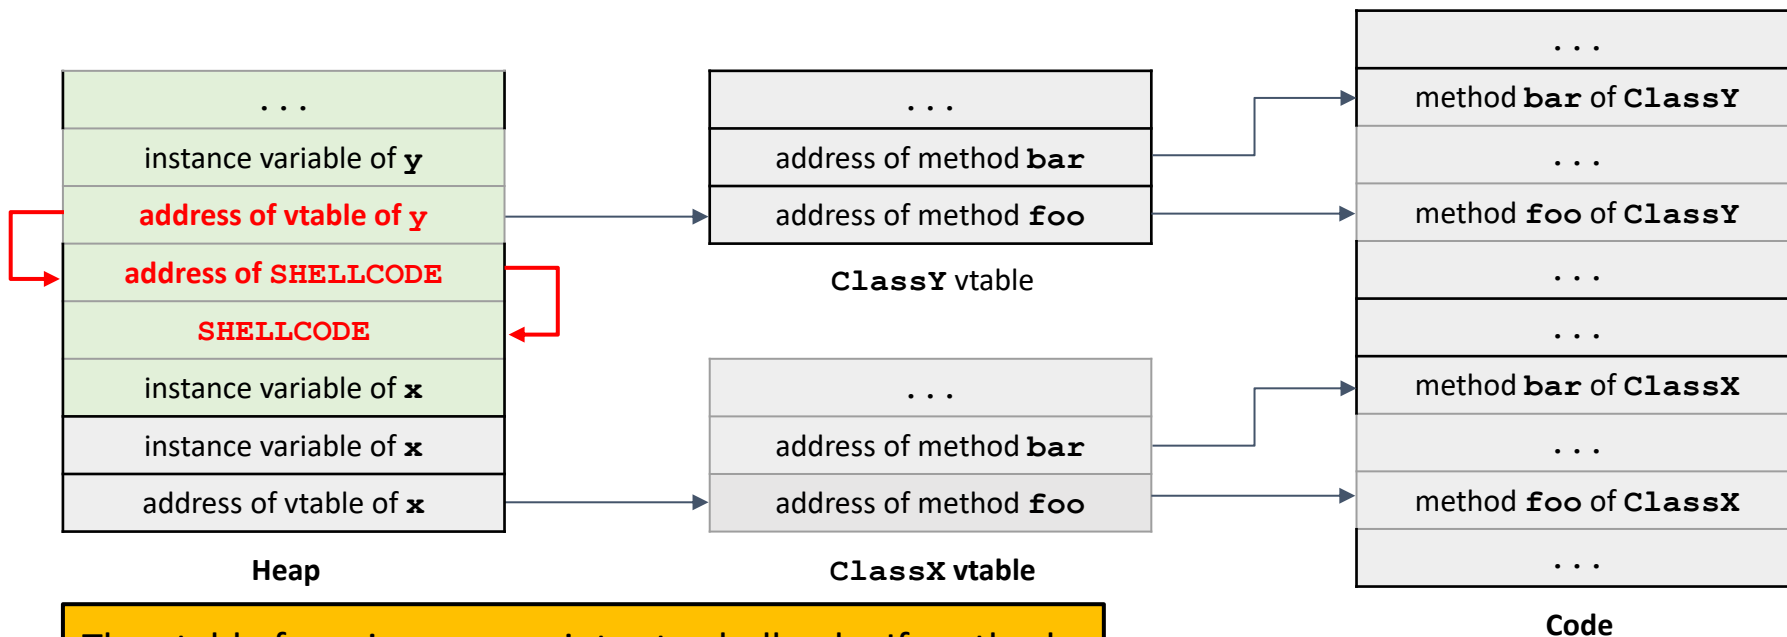 ...
instance variable of y
address of vtable of y
address of SHELLCODE
SHELLCODE
instance variable of x
instance variable of x
address of vtable of x
Heap
...
address of method bar
address of method foo
ClassY vtable
...
address of method bar
address of method foo
ClassX vtable
...
method bar of ClassY
...
method foo of ClassY
...
...
method bar of ClassX
...
method foo of ClassX
...
Code